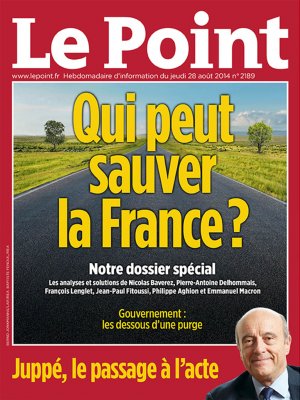 Le Point
www.lepoint.fr Hebdomadaire d'information du jeudi 28 août 2014 n° 2189
Qui peut
sauver
la France ?
Notre dossier spécial
Les analyses et solutions de Nicolas Baverez, Pierre-Antoine Delhommais,
François Lenglet, Jean-Paul Fitoussi, Philippe Aghion et Emmanuel Macron
Gouvernement :
les dessous d'une purge
Juppé, le passage à l'acte